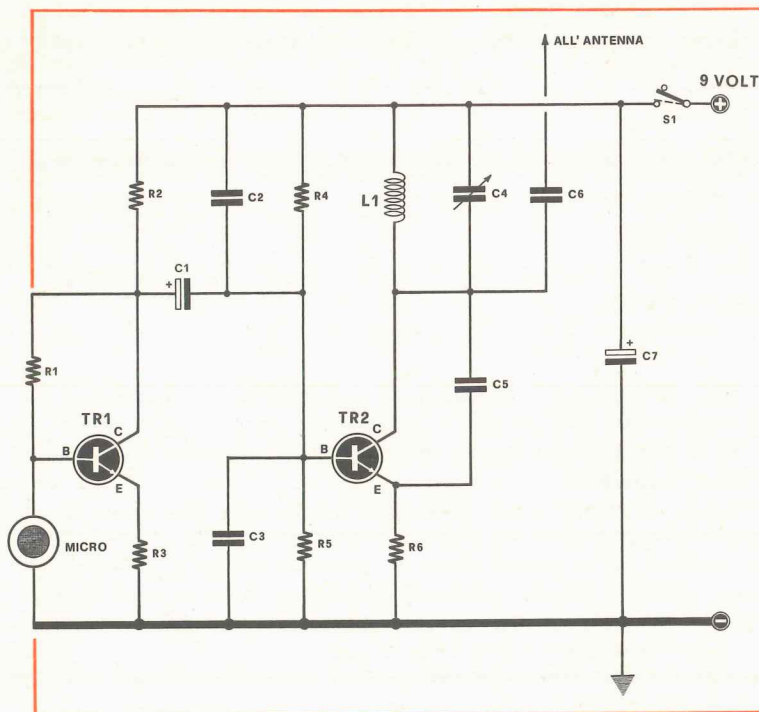 ALL' ANTENNA
9 VOLT
+
S1
R2
C2
R4
L1
C4
C6
C1
+
+
C7
R1
C5
TR1
C
B
E
TR2
C
B
E
MICRO
R3
C3
R5
R6
-